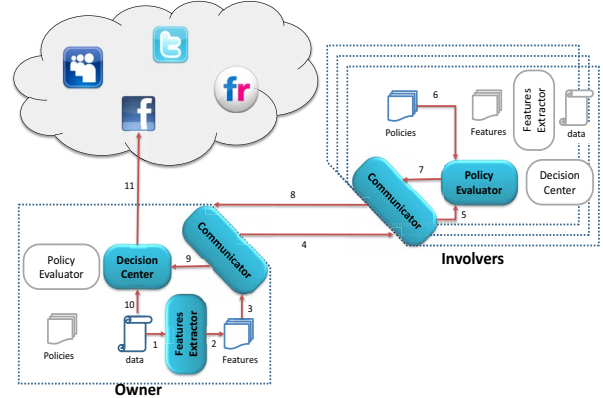 fr
f
t
6
Policies
Features
Features
Extractor
data
11
7
Communicator
Policy
Evaluator
Decision
Center
8
5
4
Involvers
Communicator
Policy
Evaluator
Decision
Center
9
10
3
Policies
data
1
Features
Extractor
2
Features
Owner